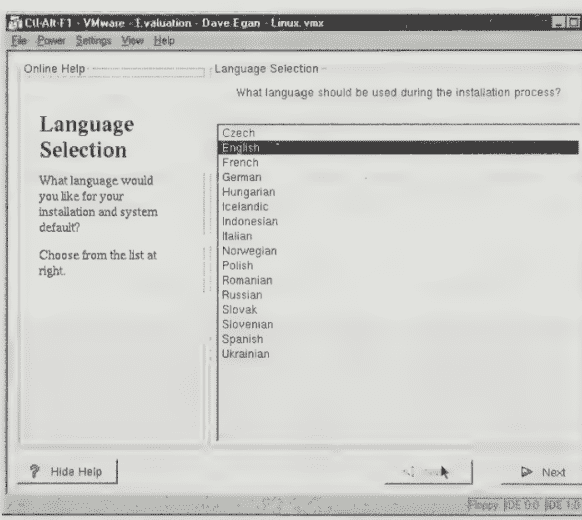 Ctl-Alt-F1 - VMware - Evaluation - Dave Egan - Linux.vmx
File Power Settings View Help
Online Help
Language
Selection
What language would
you like for your
installation and system
default?
Choose from the list at
right.
Language Selection
What language should be used during the installation process?
Czech
English
French
German
Hungarian
Icelandic
Indonesian
Italian
Norwegian
Polish
Romanian
Russian
Slovak
Slovenian
Spanish
Ukrainian
? Hide Help
Next
Floppy IDE 0:0 IDE 1:0